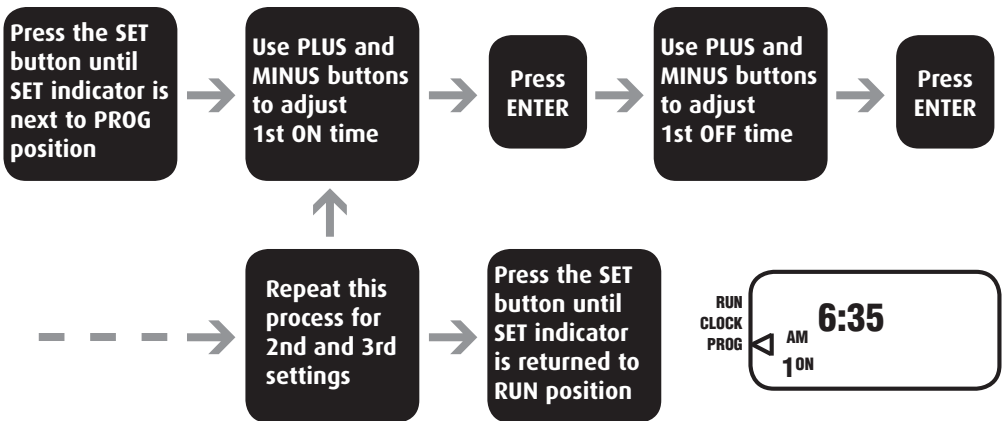 Press the SET
button until
SET indicator is
next to PROG
position
Use PLUS and
MINUS buttons
to adjust
1st ON time
Press
ENTER
Use PLUS and
MINUS buttons
to adjust
1st OFF time
Press
ENTER
Repeat this
process for
2nd and 3rd
settings
Press the SET
button until
SET indicator
is returned to
RUN position
RUN
CLOCK
PROG
AM 6:35
1ON